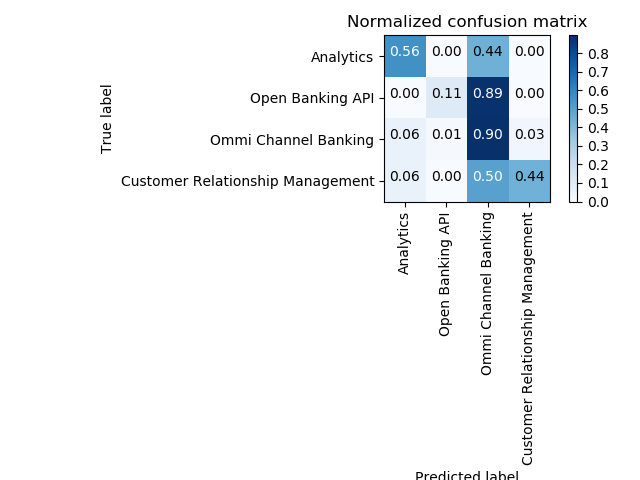 Normalized confusion matrix
True label
Analytics 0.56 0.00 0.44 0.00
Open Banking API 0.00 0.11 0.89 0.00
Ommi Channel Banking 0.06 0.01 0.90 0.03
Customer Relationship Management 0.06 0.00 0.50 0.44
0.8
0.7
0.6
0.5
0.4
0.3
0.2
0.1
0.0
Analytics
Open Banking API
Ommi Channel Banking
Customer Relationship Management
Predicted label